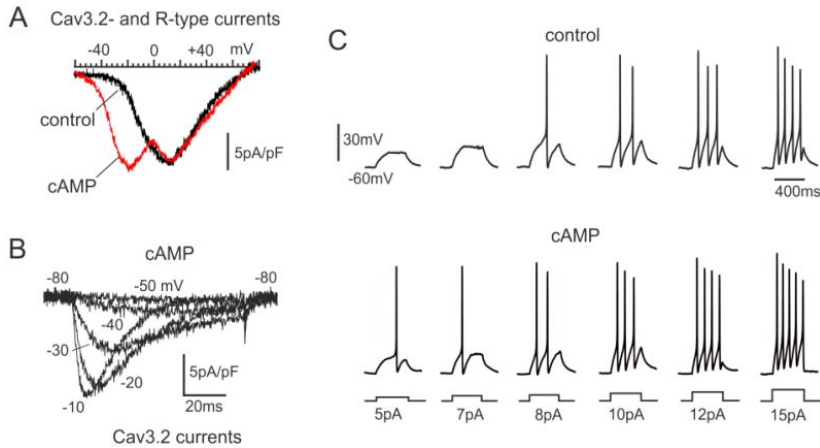 A
Cav3.2- and R-type currents
-40 0 +40 mV
control
5pA/pF
cAMP
B
cAMP
-80 -50 mV -80
-40
-30
-20
-10
5pA/pF
20ms
Cav3.2 currents
C
control
30mV
-60mV
400ms
cAMP
5pA 7pA 8pA 10pA 12pA 15pA